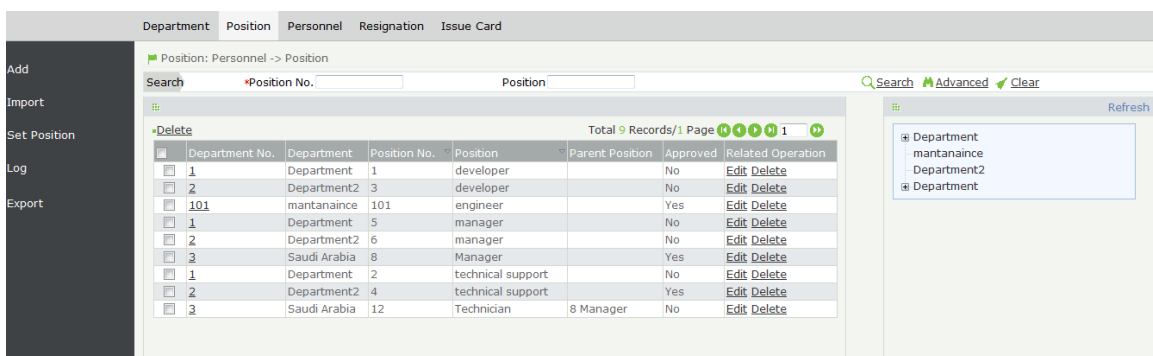 Department Position Personnel Resignation Issue Card
Add
Import
Set Position
Log
Export
Position: Personnel -> Position
Search *Position No. Position Search Advanced Clear
Refresh
Delete Total 9 Records/1 Page 1
Department No. Department Position No. Position Parent Position Approved Related Operation
1 Department 1 developer No Edit Delete
2 Department2 3 developer No Edit Delete
101 mantanaince 101 engineer Yes Edit Delete
1 Department 5 manager No Edit Delete
2 Department2 6 manager No Edit Delete
3 Saudi Arabia 8 Manager Yes Edit Delete
1 Department 2 technical support No Edit Delete
2 Department2 4 technical support Yes Edit Delete
3 Saudi Arabia 12 Technician 8 Manager No Edit Delete
Department
mantanaince
Department2
Department